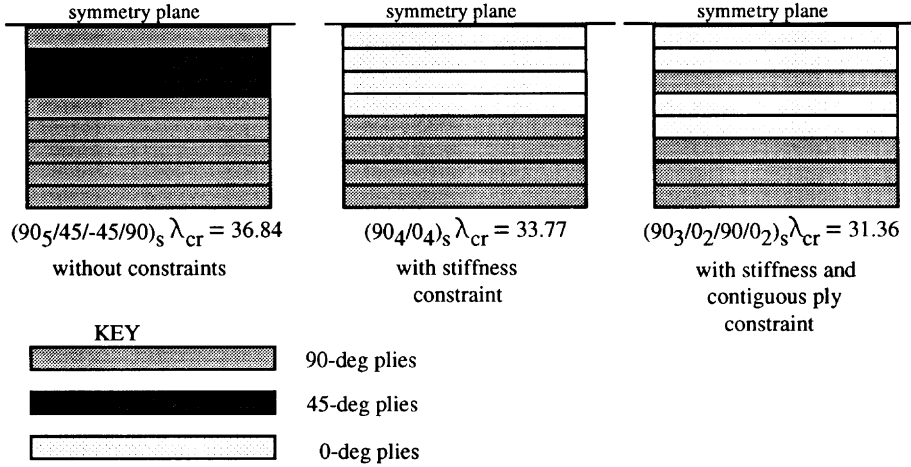 symmetry plane
symmetry plane
symmetry plane
(90₅/45/-45/90)ₛ λcr = 36.84
without constraints
(90₄/0₄)ₛ λcr = 33.77
with stiffness
constraint
(90₃/0₂/90/0₂)ₛ λcr = 31.36
with stiffness and
contiguous ply
constraint
KEY
90-deg plies
45-deg plies
0-deg plies